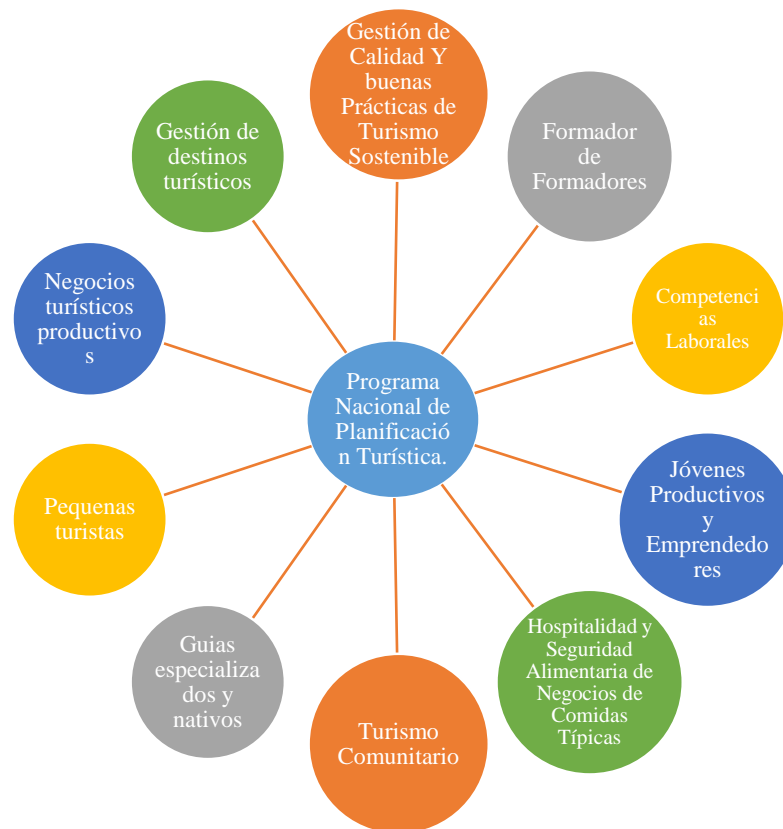 Gestión de
Calidad Y buenas
Prácticas de
Turismo
Sostenible
Formador
de
Formadores
Competenci
as
Laborales
Jóvenes
Productivos
y
Emprendedo
res
Hospitalidad y
Seguridad
Alimentaria de
Negocios de
Comidas
Típicas
Turismo
Comunitario
Guias
especializa
dos y
nativos
Pequenas
turistas
Negocios
turísticos
productivo
s
Gestión de
destinos
turísticos
Programa
Nacional de
Planificació
n Turística.